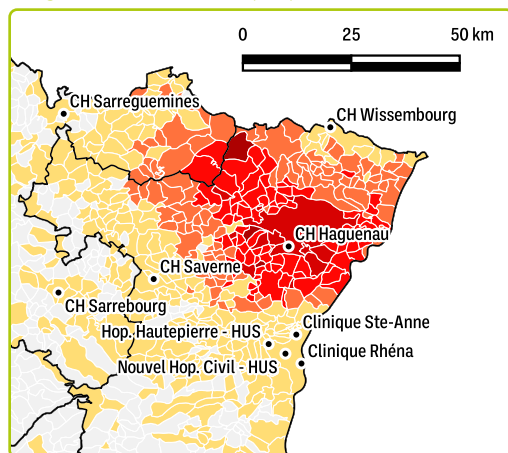 0 25 50 km
CH Sarreguemines
CH Wissembourg
CH Haguenau
CH Saverne
CH Sarrebourg
Clinique Ste-Anne
Hop. Hautepierre - HUS
Clinique Rhéna
Nouvel Hop. Civil - HUS